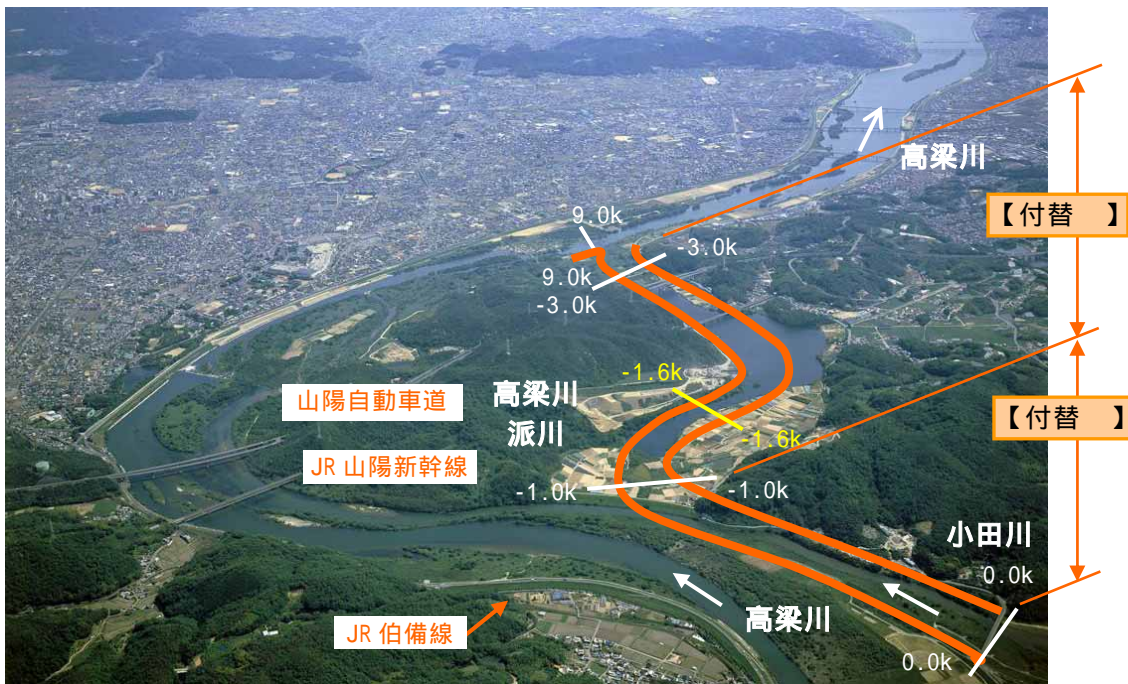 高梁川
【付替　】
9.0k
-3.0k
9.0k
-3.0k
-1.6k
山陽自動車道
高梁川
派川
【付替　】
-1.6k
JR 山陽新幹線
-1.0k
-1.0k
小田川
0.0k
高梁川
JR 伯備線
0.0k